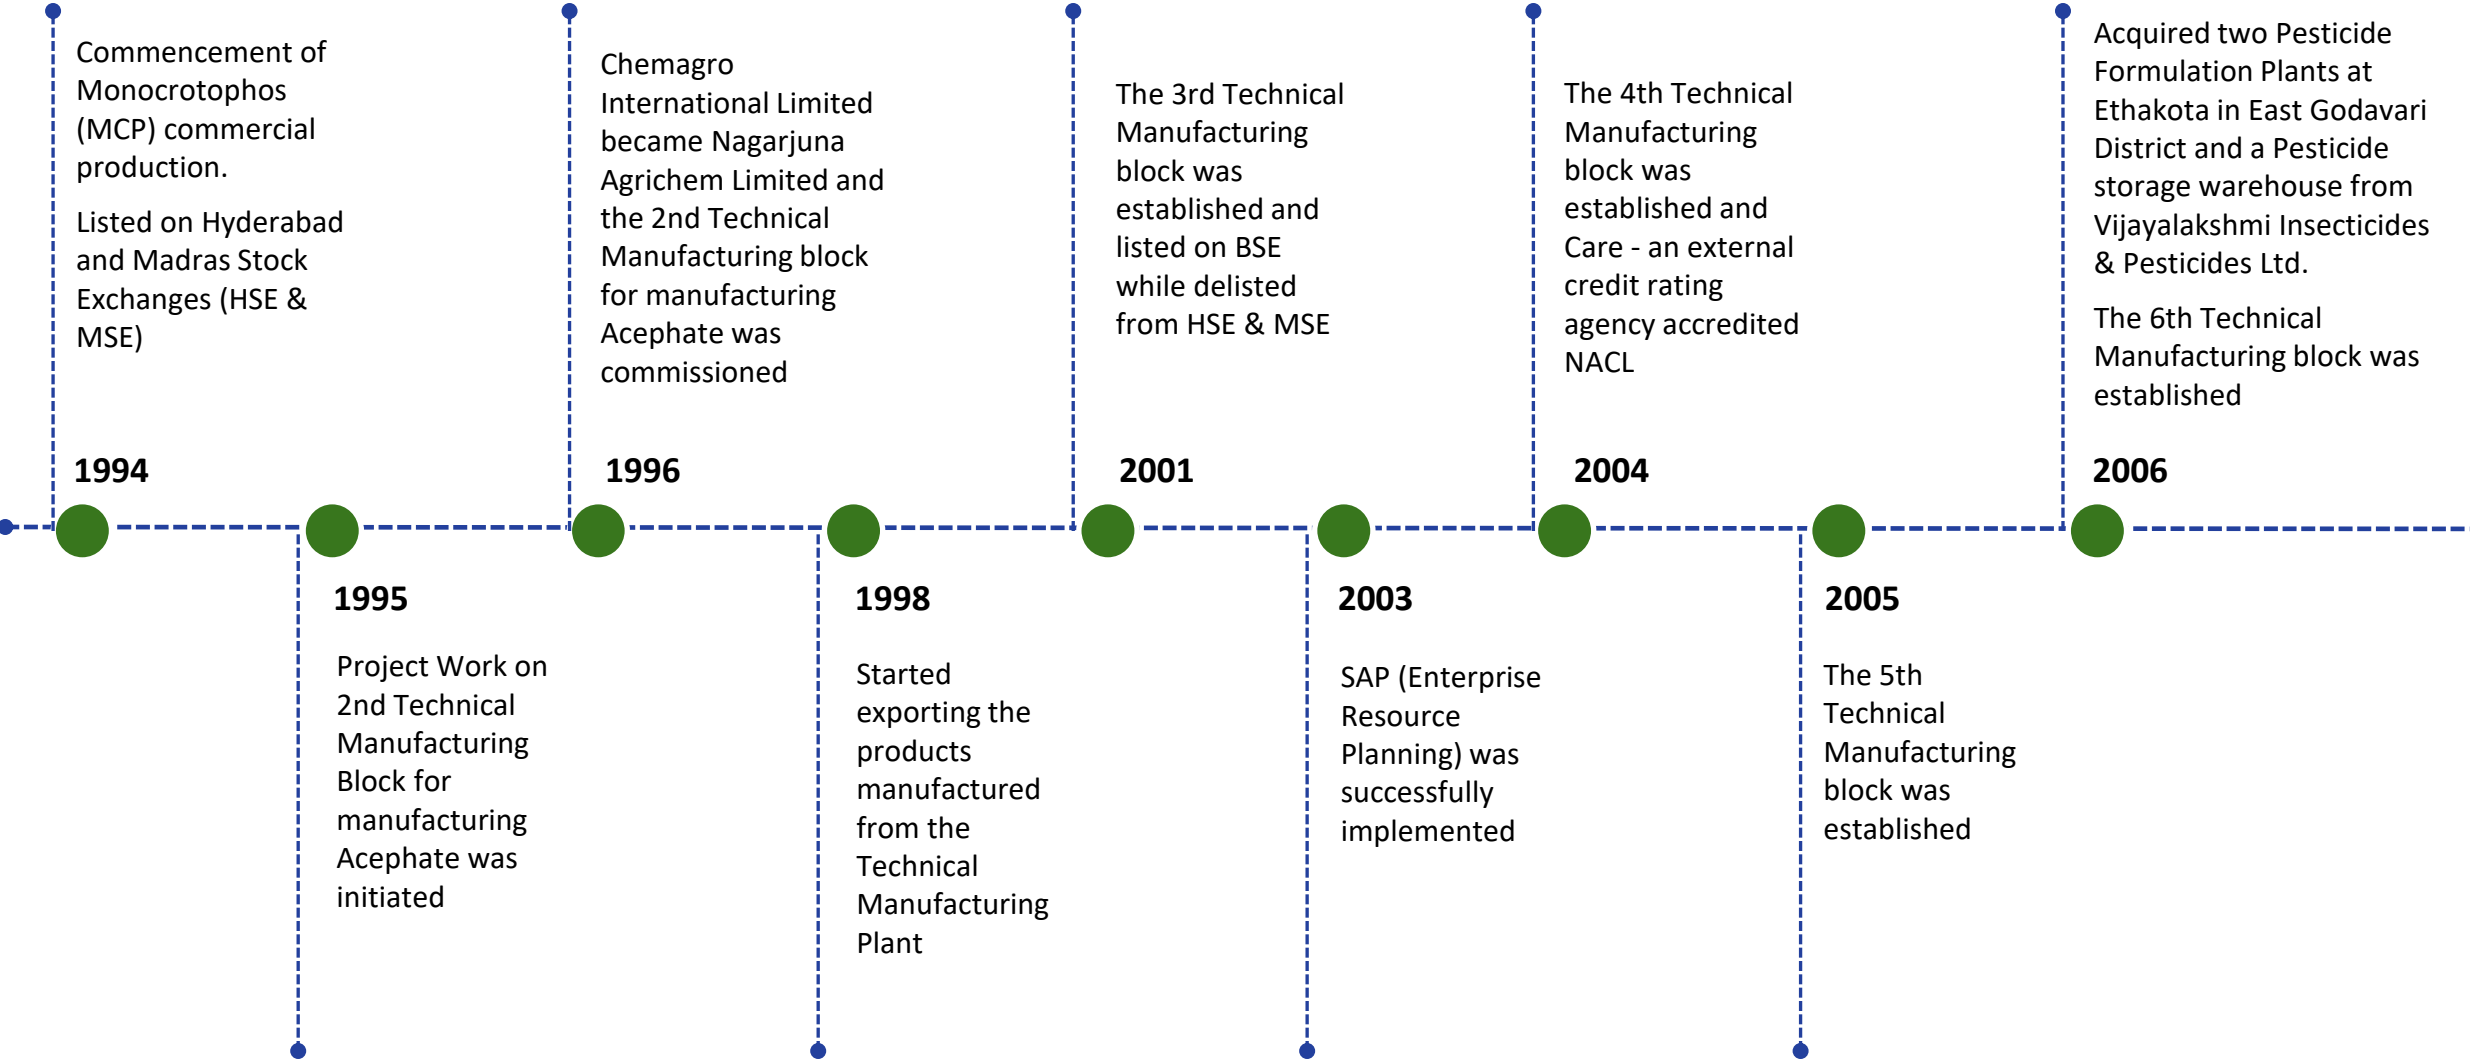 Commencement of
Monocrotophos
(MCP) commercial
production.
Listed on Hyderabad
and Madras Stock
Exchanges (HSE &
MSE)
1994
1995
Project Work on
2nd Technical
Manufacturing
Block for
manufacturing
Acephate was
initiated
Chemagro
International Limited
became Nagarjuna
Agrichem Limited and
the 2nd Technical
Manufacturing block
for manufacturing
Acephate was
commissioned
1996
1998
Started
exporting the
products
manufactured
from the
Technical
Manufacturing
Plant
The 3rd Technical
Manufacturing
block was
established and
listed on BSE
while delisted
from HSE & MSE
2001
2003
SAP (Enterprise
Resource
Planning) was
successfully
implemented
The 4th Technical
Manufacturing
block was
established and
Care - an external
credit rating
agency accredited
NACL
2004
2005
The 5th
Technical
Manufacturing
block was
established
Acquired two Pesticide
Formulation Plants at
Ethakota in East Godavari
District and a Pesticide
storage warehouse from
Vijayalakshmi Insecticides
& Pesticides Ltd.
The 6th Technical
Manufacturing block was
established
2006